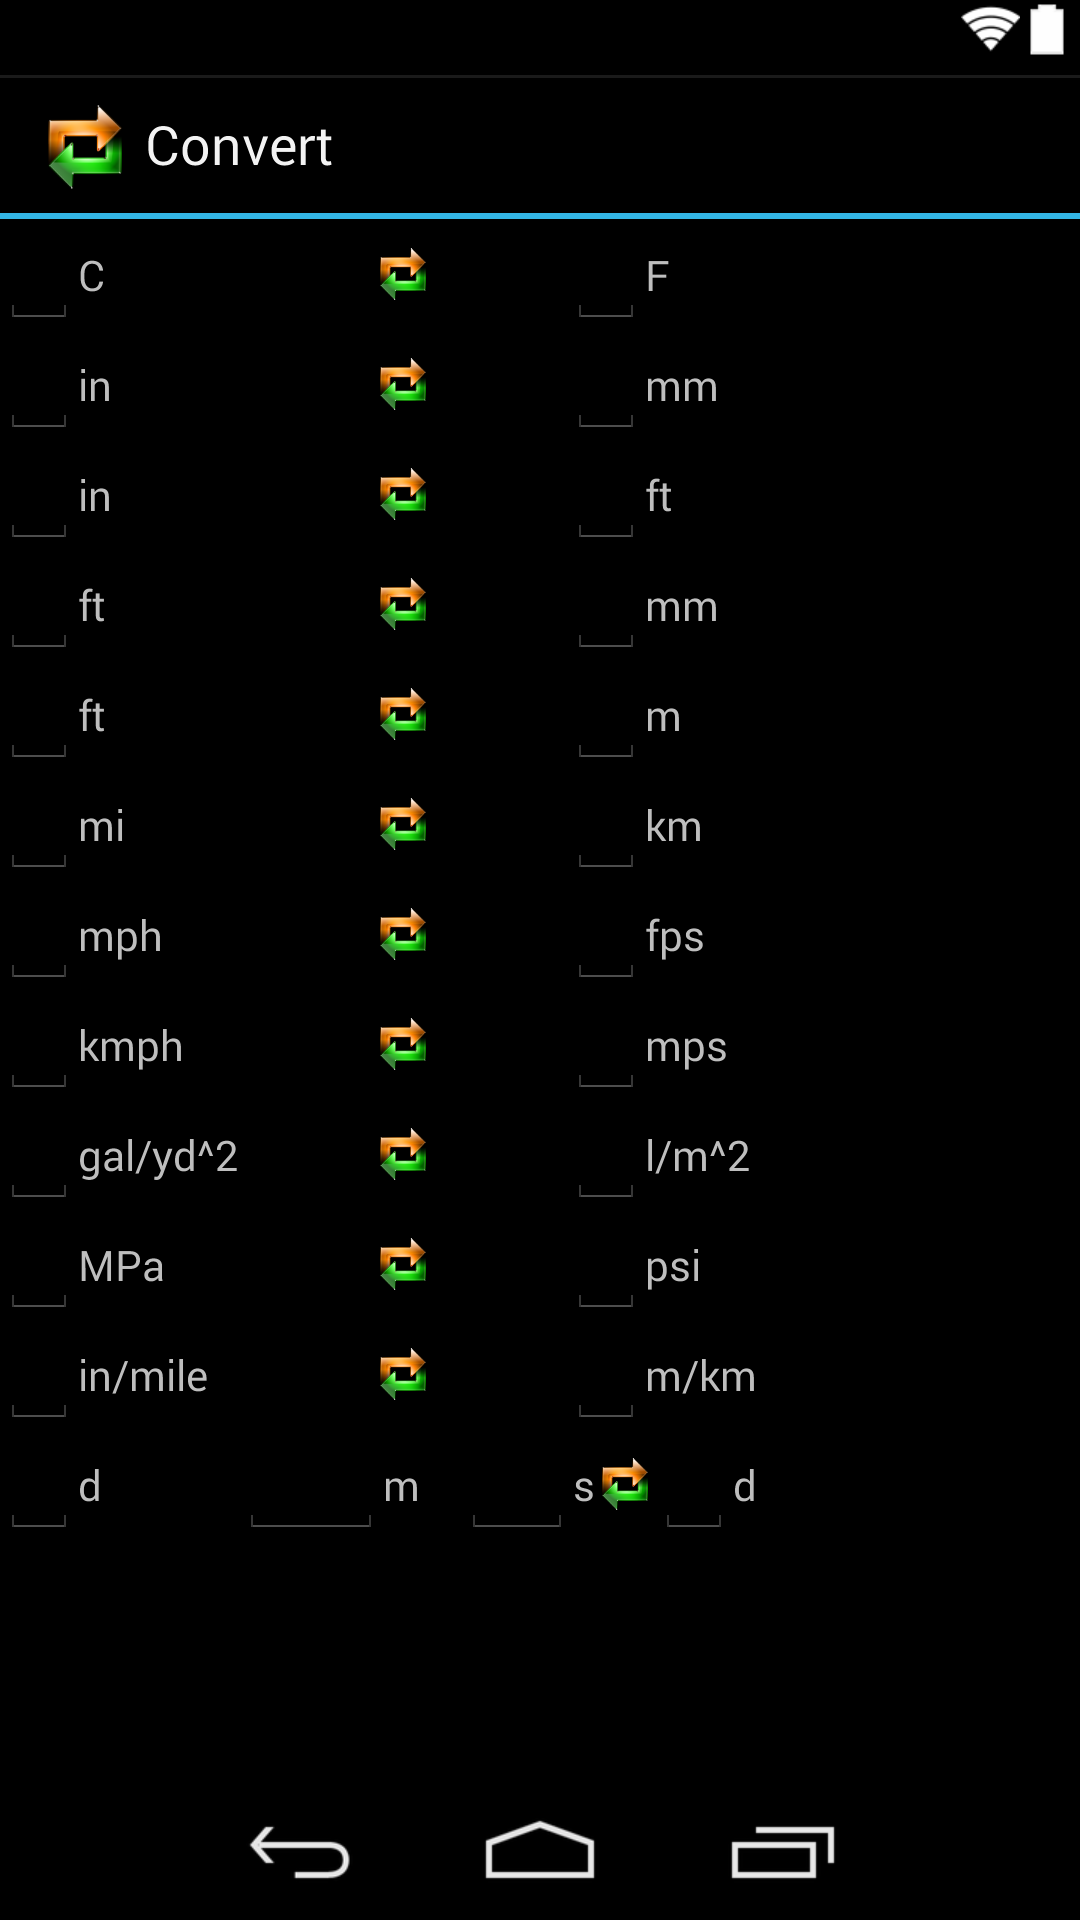 Convert
C F
in mm
in ft
ft mm
ft m
mi km
mph fps
kmph mps
gal/yd^2 l/m^2
MPa psi
in/mile m/km
d m s d